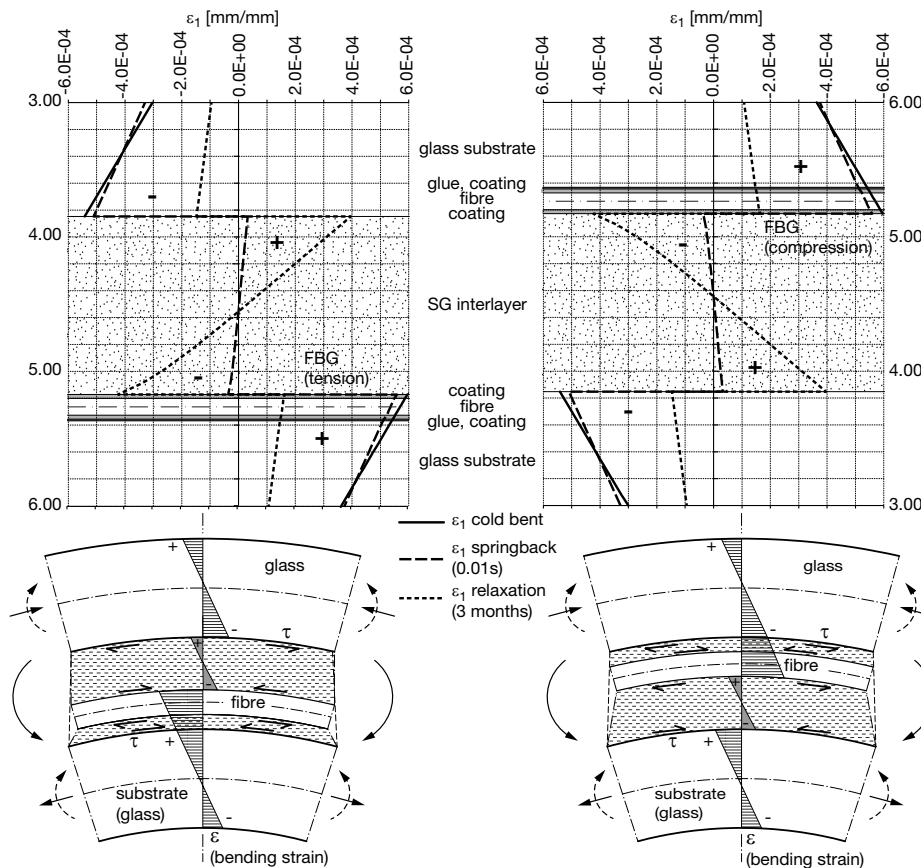 ε1 [mm/mm]
-6.0E-04
-4.0E-04
-2.0E-04
0.0E+00
2.0E-04
4.0E-04
6.0E-04
3.00
4.00
5.00
6.00
-
+
-
+
FBG
(tension)
glass substrate
glue, coating
fibre
coating
SG interlayer
coating
fibre
glue, coating
glass substrate
ε1 [mm/mm]
6.0E-04
4.0E-04
2.0E-04
0.0E+00
-2.0E-04
-4.0E-04
-6.0E-04
6.00
5.00
4.00
3.00
+
-
+
-
FBG
(compression)
ε1 cold bent
ε1 springback
(0.01s)
ε1 relaxation
(3 months)
+
glass
-
τ
+
-
fibre
τ
+
substrate
(glass)
-
ε
(bending strain)
+
glass
-
τ
fibre
+
-
τ
+
substrate
(glass)
-
ε
(bending strain)